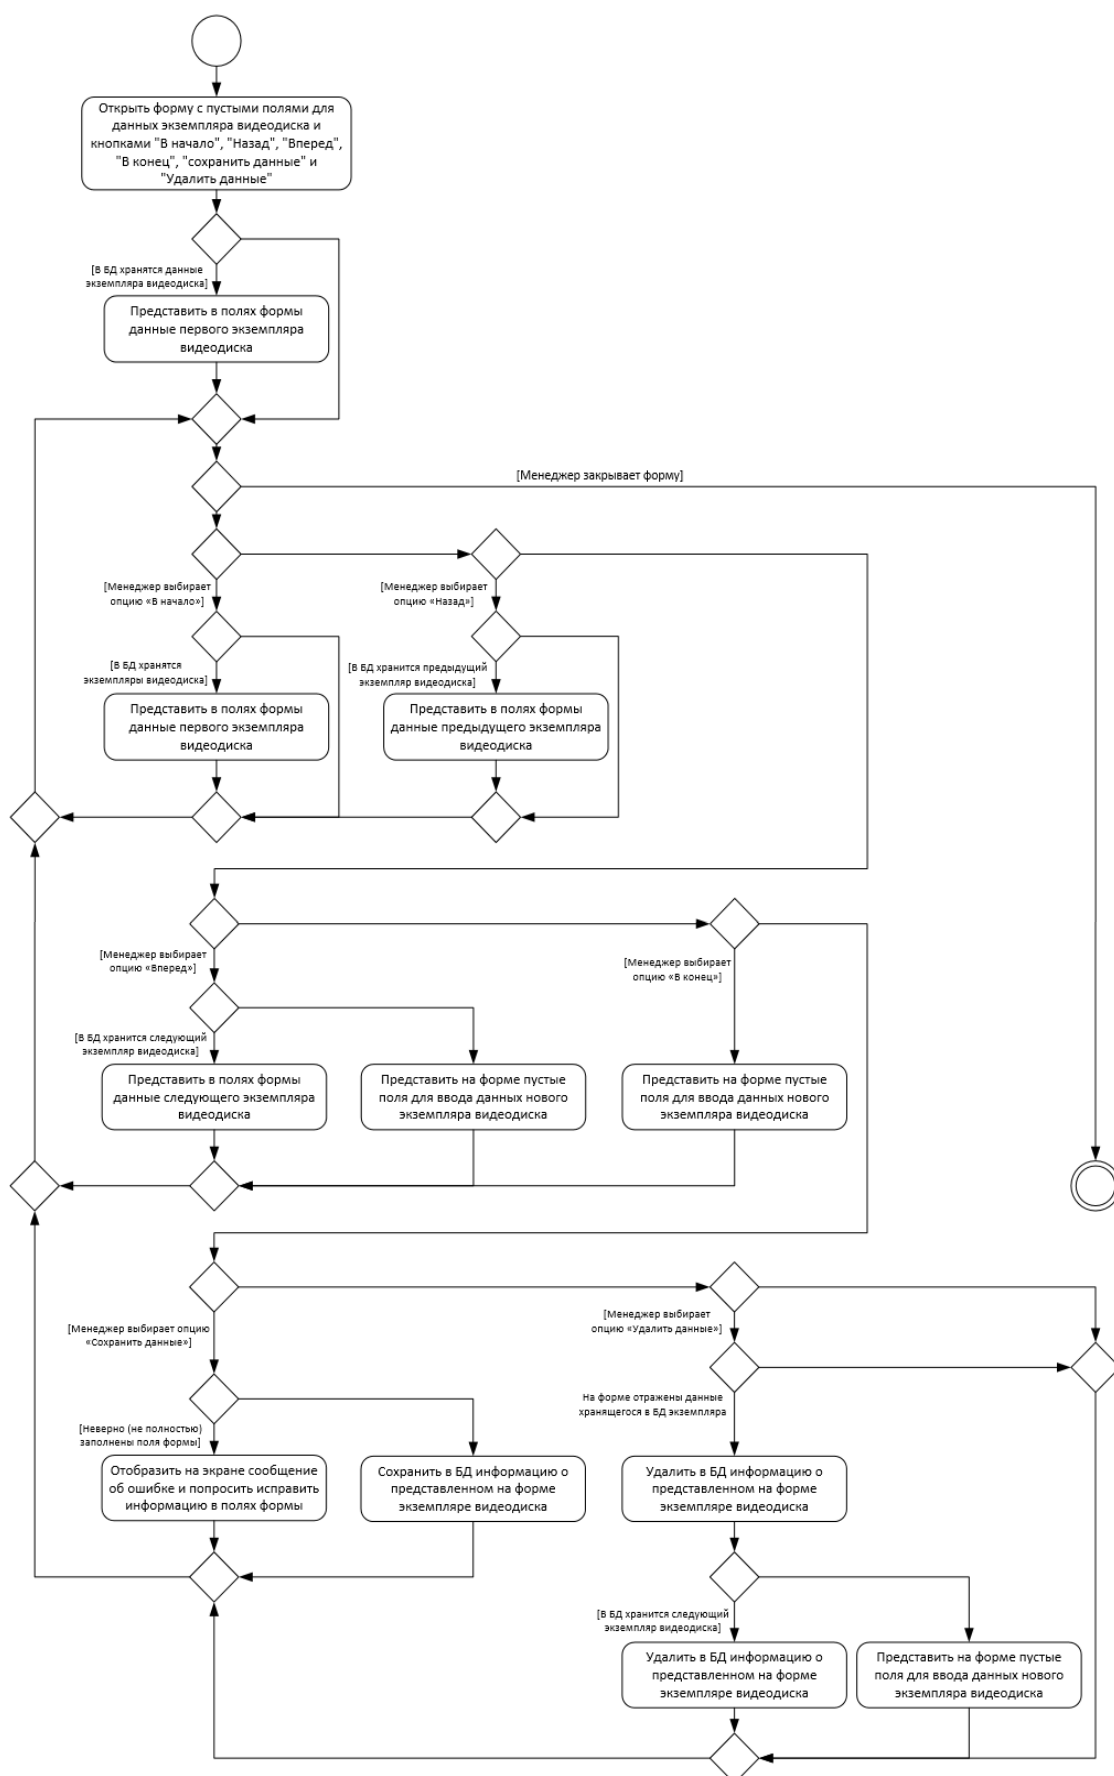 Открыть форму с пустыми полями для
данных экземпляра видеодиска и
кнопками "В начало", "Назад", "Вперед",
"В конец", "сохранить данные" и
"Удалить данные"
[В БД хранятся данные
экземпляра видеодиска]
Представить в полях формы
данные первого экземпляра
видеодиска
[Менеджер закрывает форму]
[Менеджер выбирает
опцию «В начало»]
[Менеджер выбирает
опцию «Назад»]
[В БД хранятся
экземпляры видеодиска]
[В БД хранится предыдущий
экземпляр видеодиска]
Представить в полях формы
данные первого экземпляра
видеодиска
Представить в полях формы
данные предыдущего экземпляра
видеодиска
[Менеджер выбирает
опцию «Вперед»]
[Менеджер выбирает
опцию «В конец»]
[В БД хранится следующий
экземпляр видеодиска]
Представить в полях формы
данные следующего экземпляра
видеодиска
Представить на форме пустые
поля для ввода данных нового
экземпляра видеодиска
Представить на форме пустые
поля для ввода данных нового
экземпляра видеодиска
[Менеджер выбирает опцию
«Сохранить данные»]
[Менеджер выбирает
опцию «Удалить данные»]
На форме отражены данные
хранящегося в БД экземпляра
[Неверно (не полностью)
заполнены поля формы]
Отобразить на экране сообщение
об ошибке и попросить исправить
информацию в полях формы
Сохранить в БД информацию о
представленном на форме
экземпляре видеодиска
Удалить в БД информацию о
представленном на форме
экземпляре видеодиска
[В БД хранится следующий
экземпляр видеодиска]
Удалить в БД информацию о
представленном на форме
экземпляре видеодиска
Представить на форме пустые
поля для ввода данных нового
экземпляра видеодиска